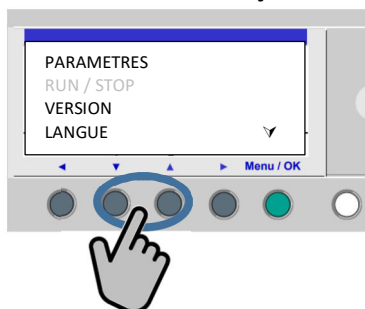 PARAMETRES
RUN / STOP
VERSION
LANGUE
Menu / OK